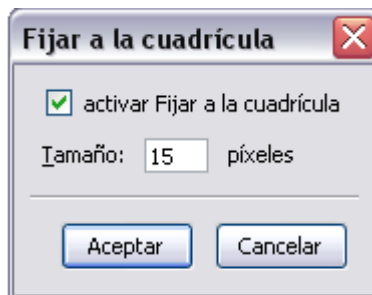 Fijar a la cuadrícula
activar Fijar a la cuadrícula
Tamaño: 15 píxeles
Aceptar Cancelar